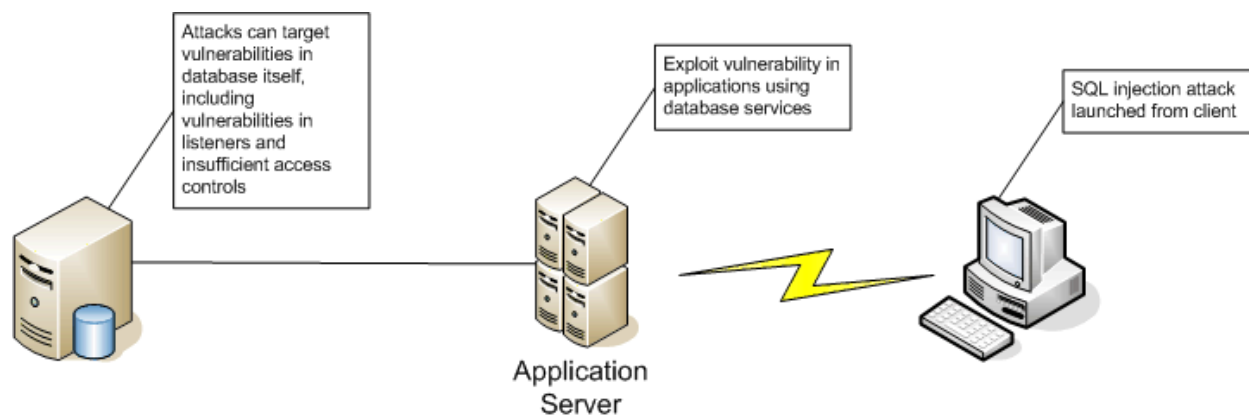 Attacks can target
vulnerabilities in
database itself,
including
vulnerabilities in
listeners and
insufficient access
controls
Exploit vulnerability in
applications using
database services
SQL injection attack
launched from client
Application
Server